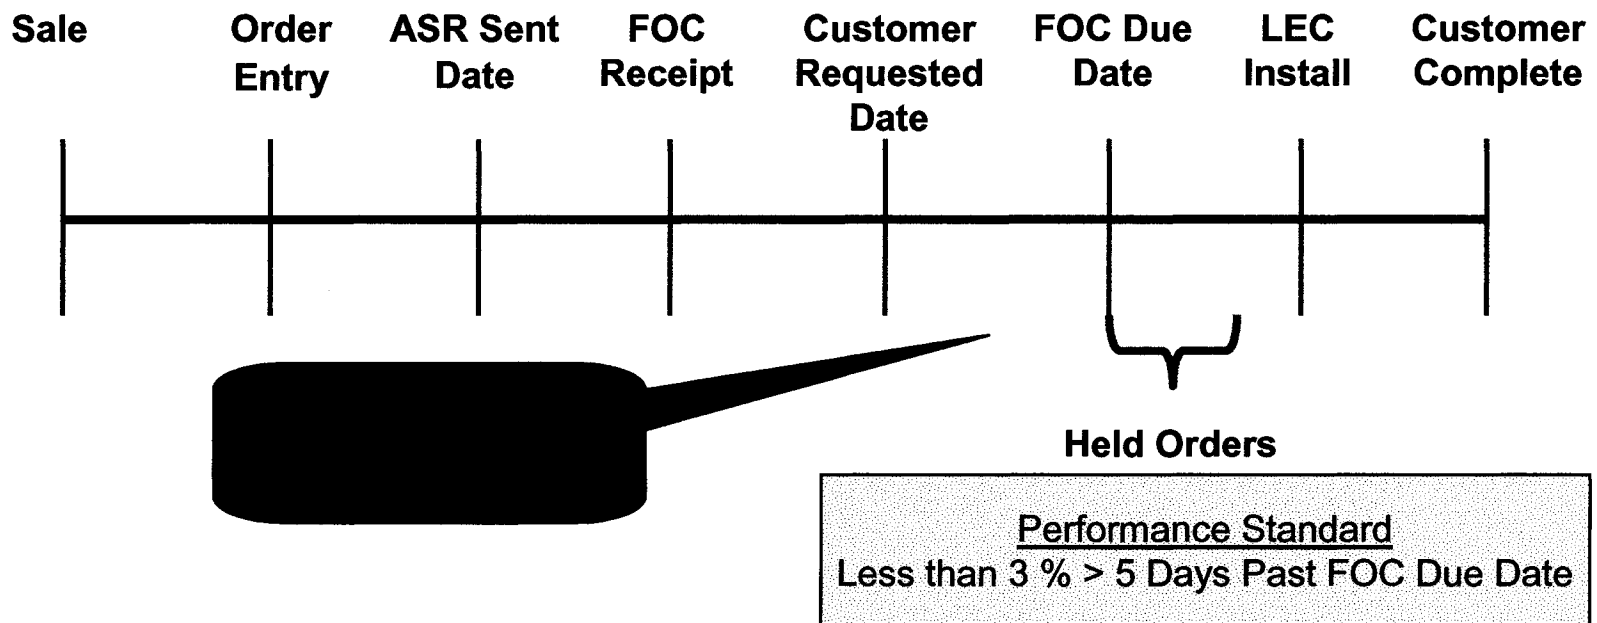 Sale
Order
Entry
ASR Sent
Date
FOC
Receipt
Customer
Requested
Date
FOC Due
Date
LEC
Install
Customer
Complete
Held Orders
Performance Standard
Less than 3 % > 5 Days Past FOC Due Date